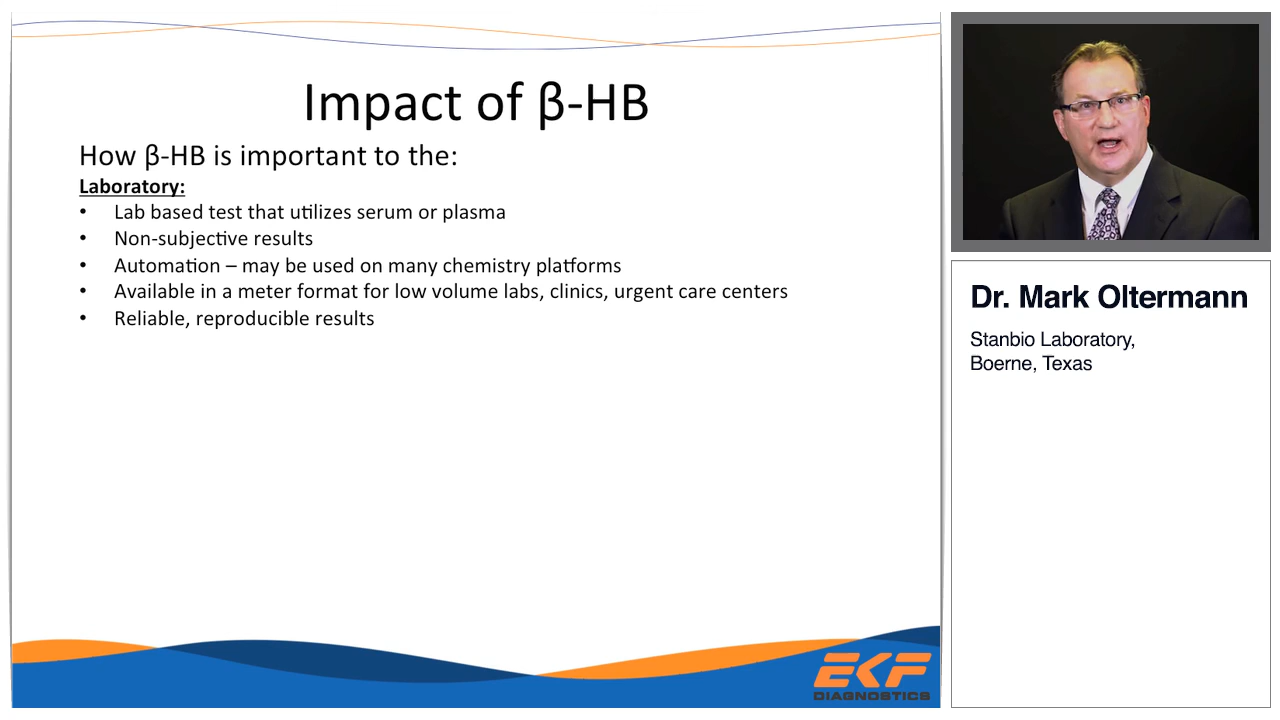 Impact of β-HB
How β-HB is important to the:
Laboratory:
• Lab based test that utilizes serum or plasma
• Non-subjective results
• Automation – may be used on many chemistry platforms
• Available in a meter format for low volume labs, clinics, urgent care centers
• Reliable, reproducible results
EKF
DIAGNOSTICS
Dr. Mark Oltermann
Stanbio Laboratory,
Boerne, Texas